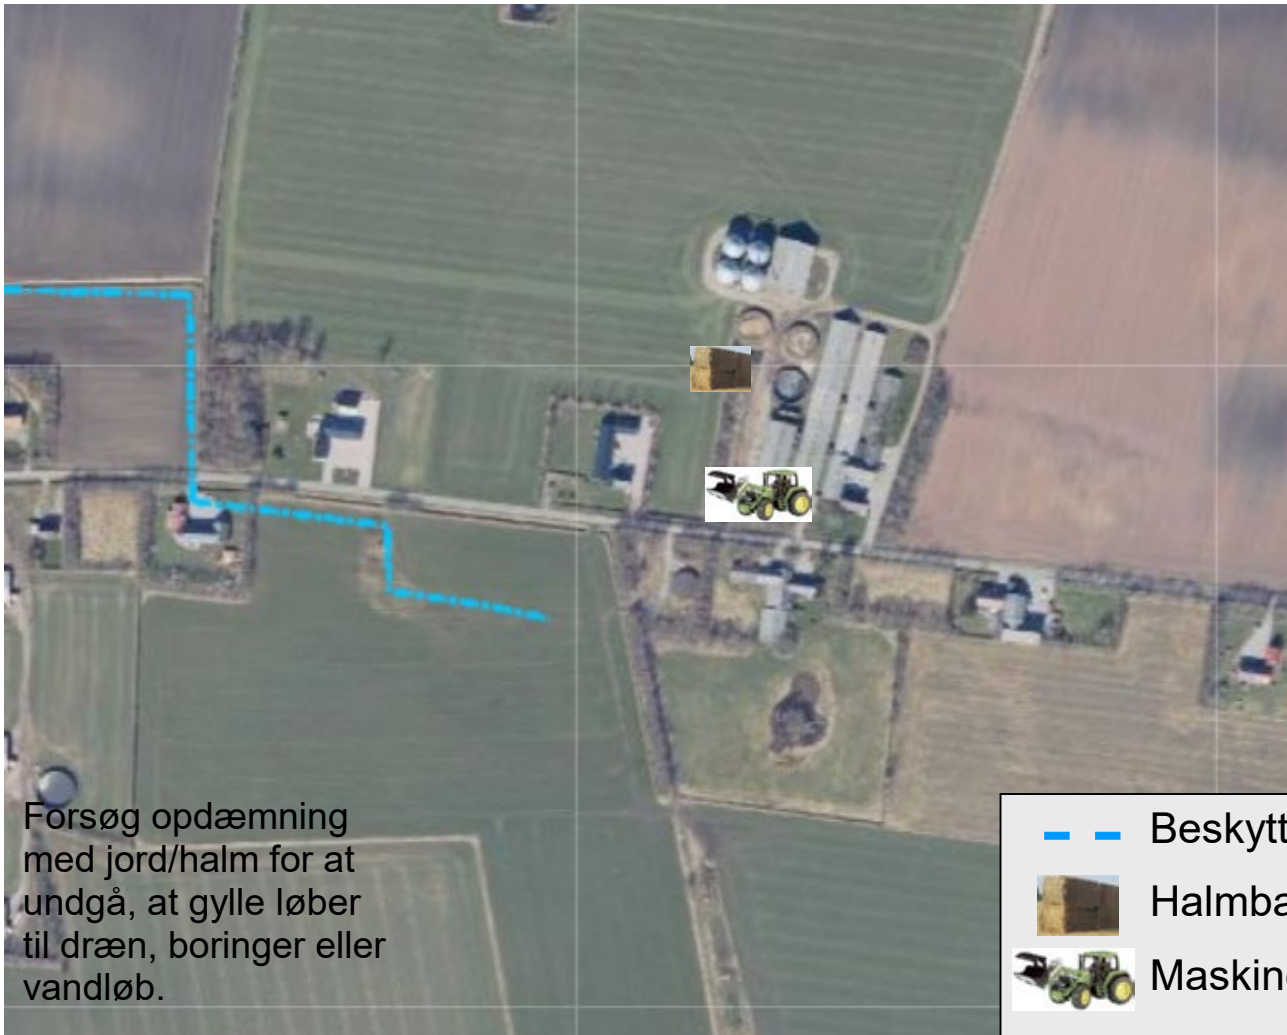 Forsøg opdæmning
med jord/halm for at
undgå, at gylle løber
til dræn, boringer eller
vandløb.
Beskytt
Halmba
Maskin